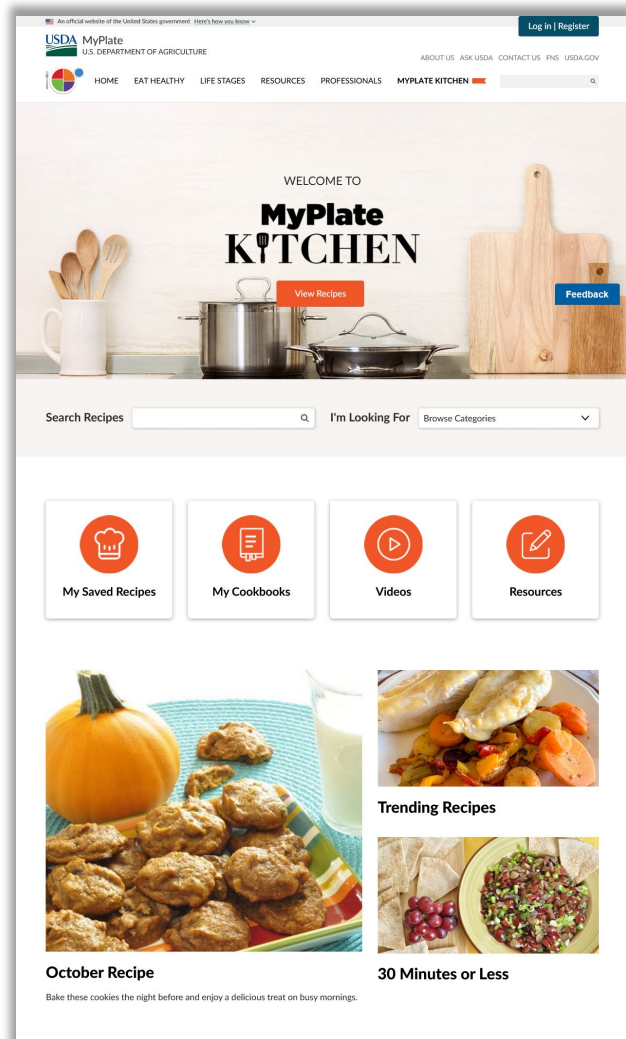 An official website of the United States government Here's how you know
Log in | Register
USDA MyPlate
U.S. DEPARTMENT OF AGRICULTURE
ABOUT US ASK USDA CONTACT US FNS USDA.GOV
HOME EAT HEALTHY LIFE STAGES RESOURCES PROFESSIONALS MYPLATE KITCHEN
WELCOME TO
MyPlate
KITCHEN
View Recipes
Feedback
Search Recipes I'm Looking For Browse Categories
My Saved Recipes My Cookbooks Videos Resources
Trending Recipes
October Recipe
Bake these cookies the night before and enjoy a delicious treat on busy mornings.
30 Minutes or Less